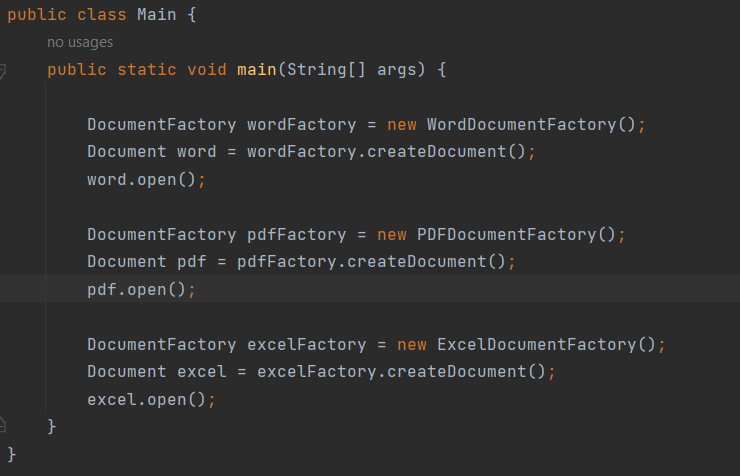 public class Main {
no usages
public static void main(String[] args) {
DocumentFactory wordFactory = new WordDocumentFactory();
Document word = wordFactory.createDocument();
word.open();
DocumentFactory pdfFactory = new PDFDocumentFactory();
Document pdf = pdfFactory.createDocument();
pdf.open();
DocumentFactory excelFactory = new ExcelDocumentFactory();
Document excel = excelFactory.createDocument();
excel.open();
}
}